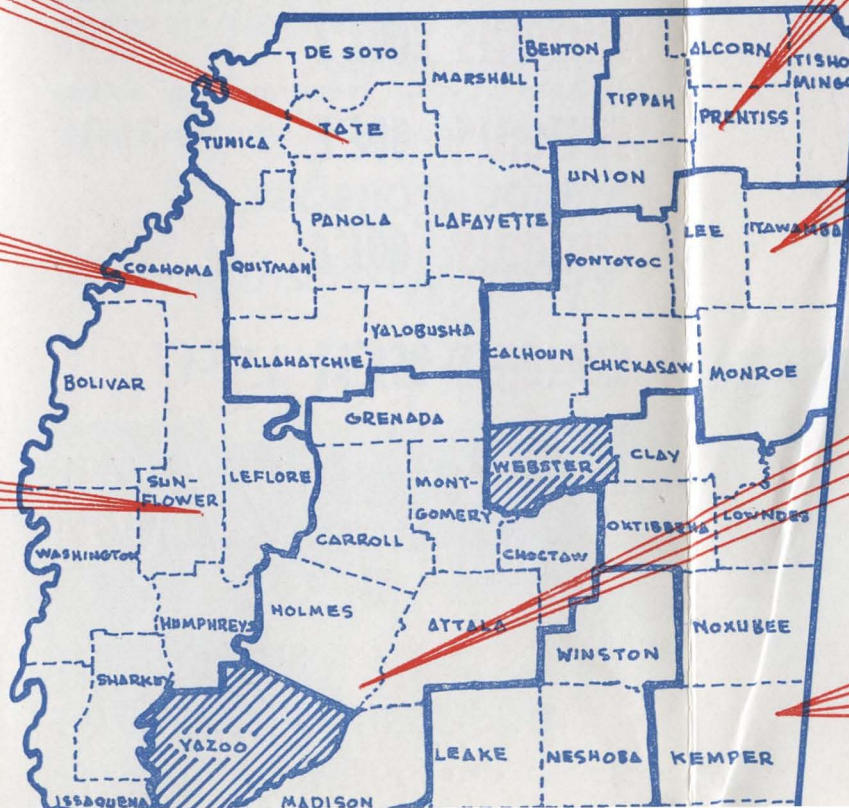 DE SOTO
BENTON
ALCORN
TISHO
MINGO
MARSHALL
TIPPAH
PRENTISS
TATE
TUNICA
UNION
PANOLA
LAFAYETTE
LEE
ITAWAMBA
PONTOTOC
COAHOMA
QUITMAN
YALOBUSHA
TALLAHATCHIE
CALHOUN
CHICKASAW
MONROE
BOLIVAR
GRENADA
WEBSTER
CLAY
SUN-
FLOWER
LEFLORE
MONT-
GOMERY
OKTIBBEHA
LOWNDES
CARROLL
WASHINGTON
CHOCTAW
HOLMES
HUMPHREYS
ATTALA
NOXUBEE
WINSTON
SHARKEY
YAZOO
LEAKE
NESHOBA
KEMPER
ISSAQUENA
MADISON